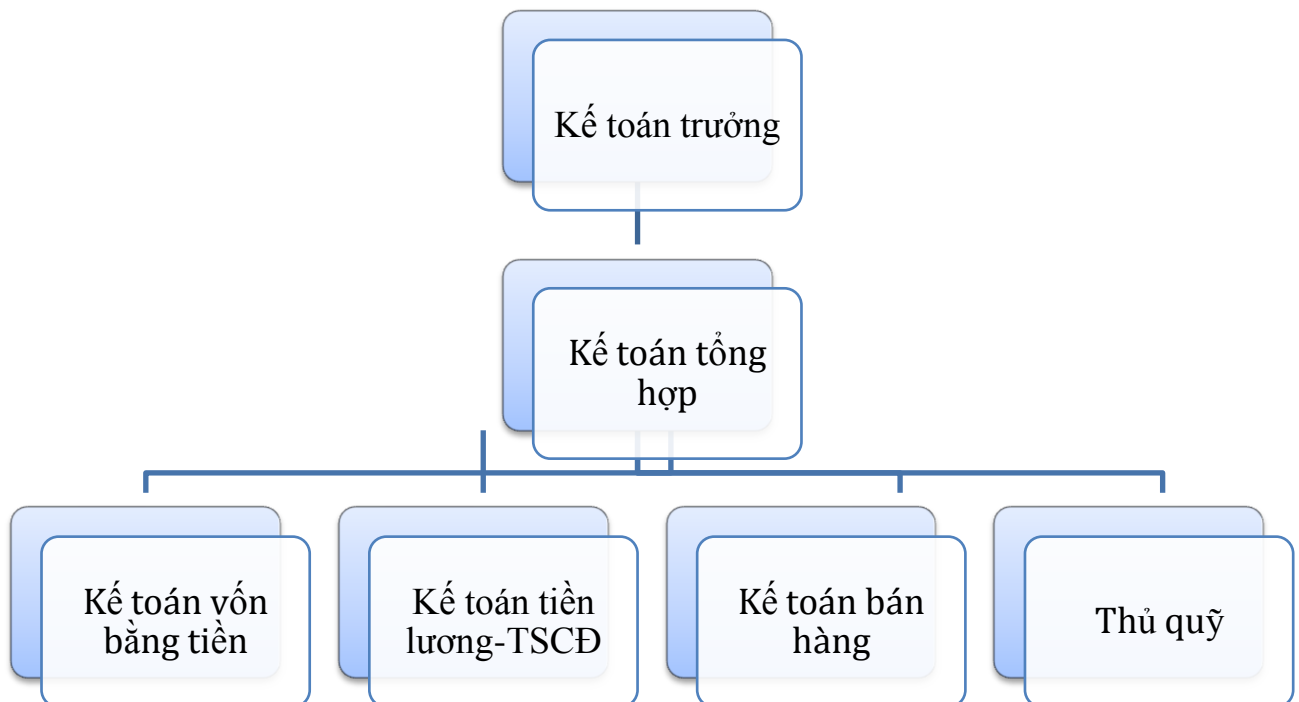 Kế toán trưởng
Kế toán tổng
hợp
Kế toán vốn
bằng tiền
Kế toán tiền
lương-TSCĐ
Kế toán bán
hàng
Thủ quỹ